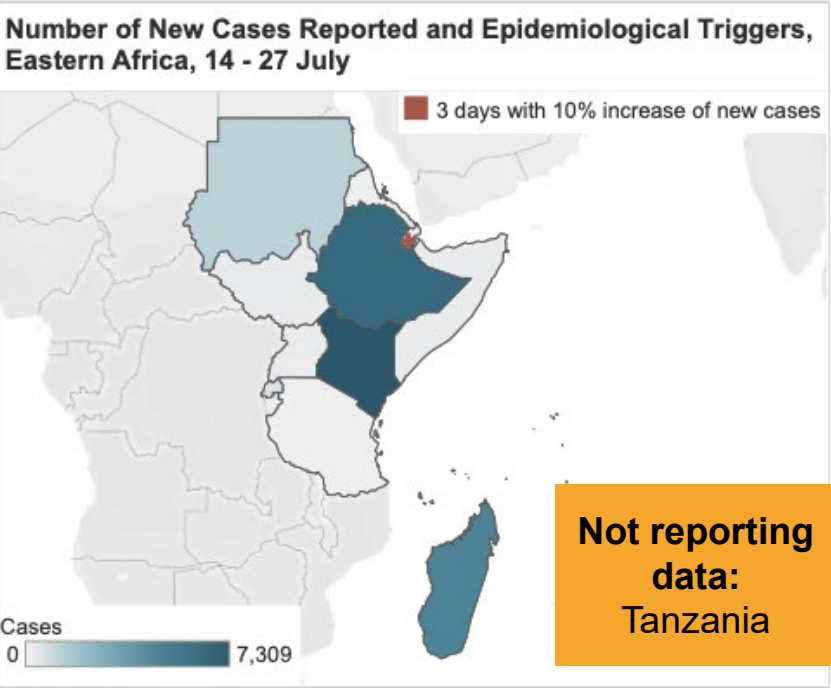 Number of New Cases Reported and Epidemiological Triggers,
Eastern Africa, 14 - 27 July
3 days with 10% increase of new cases
Not reporting
data:
Tanzania
Cases
0 7,309